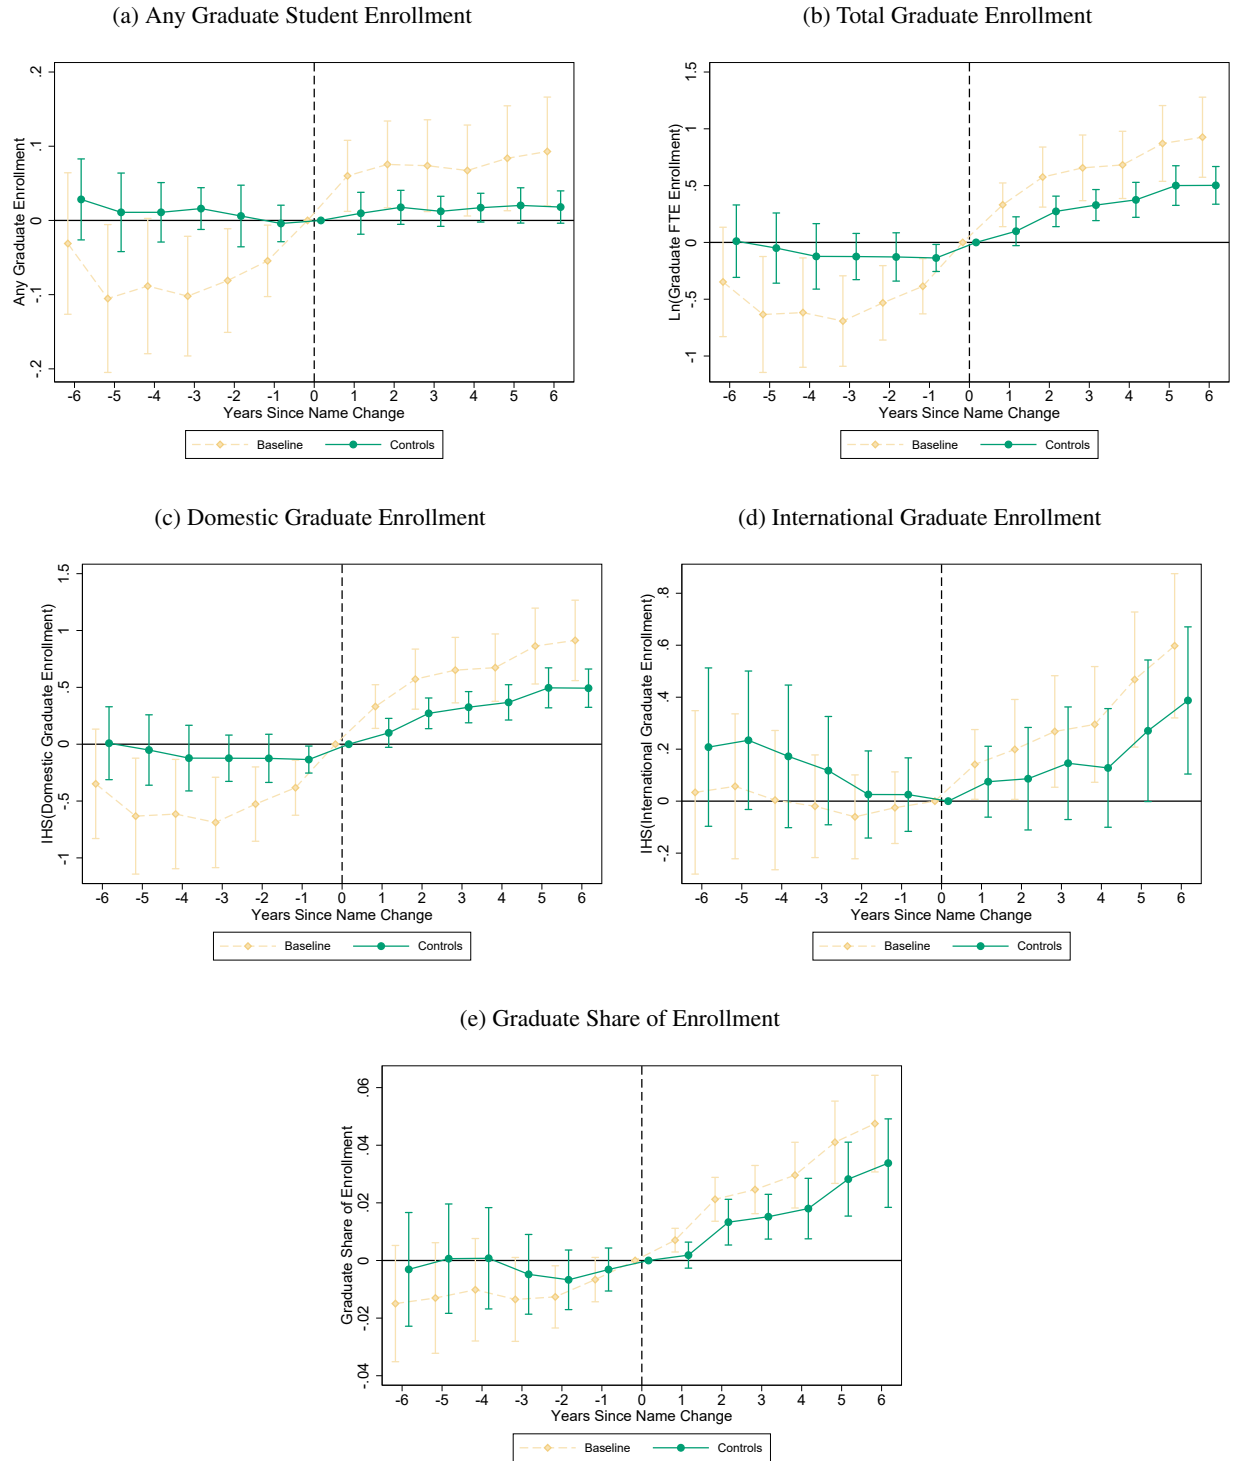 (a) Any Graduate Student Enrollment
Any Graduate Enrollment
.2
.1
0
-.1
-.2
-6 -5 -4 -3 -2 -1 0 1 2 3 4 5 6
Years Since Name Change
Baseline Controls
(b) Total Graduate Enrollment
Ln(Graduate FTE Enrollment)
1.5
1
.5
0
-.5
-1
-6 -5 -4 -3 -2 -1 0 1 2 3 4 5 6
Years Since Name Change
Baseline Controls
(c) Domestic Graduate Enrollment
IHS(Domestic Graduate Enrollment)
1.5
1
.5
0
-.5
-1
-6 -5 -4 -3 -2 -1 0 1 2 3 4 5 6
Years Since Name Change
Baseline Controls
(d) International Graduate Enrollment
IHS(International Graduate Enrollment)
.8
.6
.4
.2
0
-.2
-6 -5 -4 -3 -2 -1 0 1 2 3 4 5 6
Years Since Name Change
Baseline Controls
(e) Graduate Share of Enrollment
Graduate Share of Enrollment
.06
.04
.02
0
-.02
-.04
-6 -5 -4 -3 -2 -1 0 1 2 3 4 5 6
Years Since Name Change
Baseline Controls